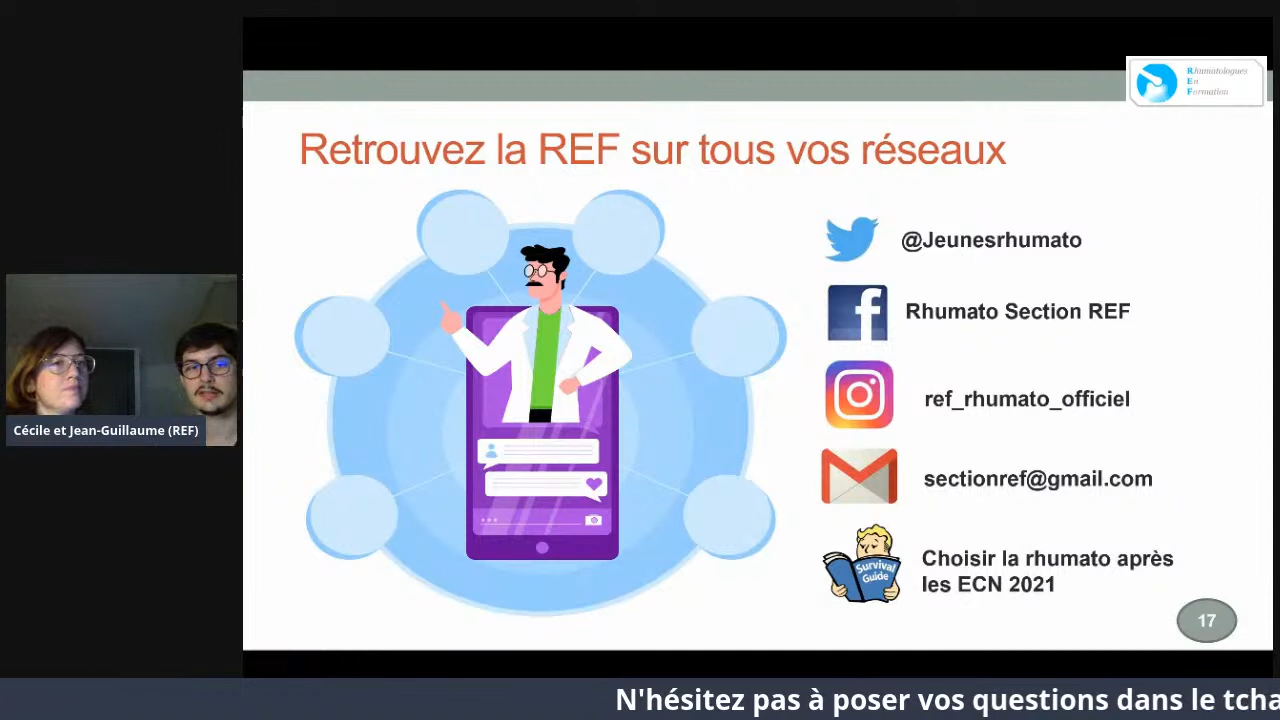 Rhumatologues
En
Formation
Retrouvez la REF sur tous vos réseaux
@Jeunesrhumato
Rhumato Section REF
ref_rhumato_officiel
sectionref@gmail.com
Survival
Guide
Choisir la rhumato après
les ECN 2021
17
Cécile et Jean-Guillaume (REF)
N'hésitez pas à poser vos questions dans le tcha